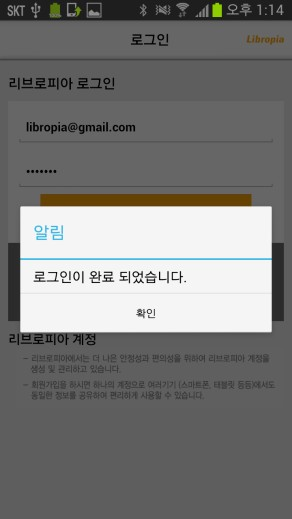 SKT 오후 1:14
로그인 Libropia
리브로피아 로그인
libropia@gmail.com
•••••••
알림
로그인이 완료 되었습니다.
확인
리브로피아 계정
– 리브로피아에서는 더 나은 안정성과 편의성을 위하여 리브로피아 계정을
생성 및 관리하고 있습니다.
– 회원가입을 하시면 하나의 계정으로 여러기기 (스마트폰, 태블릿 등등)에서도
동일한 정보를 공유하며 편리하게 사용할 수 있습니다.